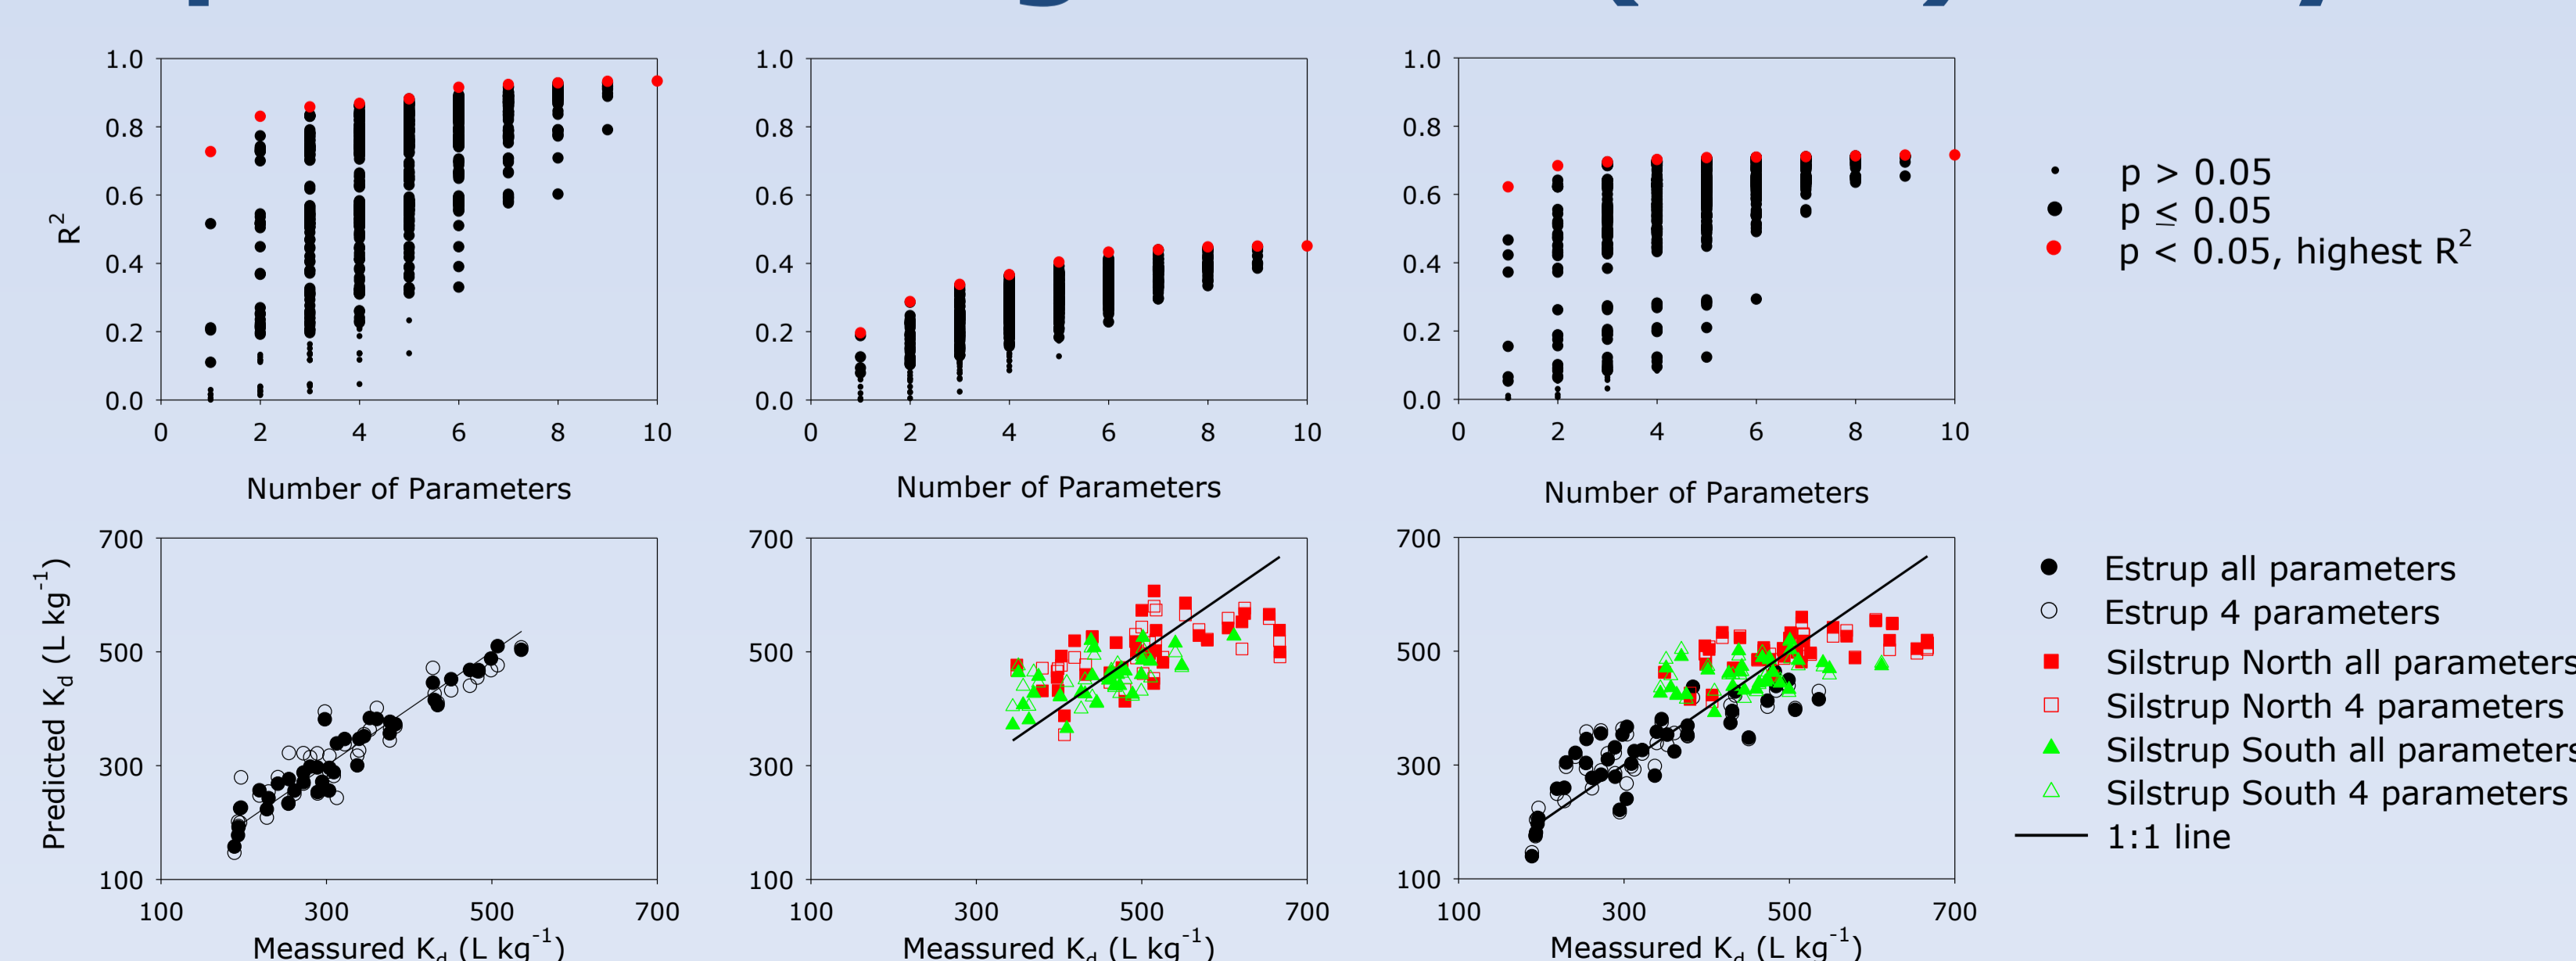 1.0
0.8
0.6
0.4
0.2
0.0
R²
0 2 4 6 8 10
Number of Parameters
1.0
0.8
0.6
0.4
0.2
0.0
0 2 4 6 8 10
Number of Parameters
1.0
0.8
0.6
0.4
0.2
0.0
0 2 4 6 8 10
Number of Parameters
p > 0.05
p ≤ 0.05
p < 0.05, highest R²
700
500
300
100
Predicted K_d (L kg⁻¹)
100 300 500 700
Meassured K_d (L kg⁻¹)
700
500
300
100
100 300 500 700
Meassured K_d (L kg⁻¹)
700
500
300
100
100 300 500 700
Meassured K_d (L kg⁻¹)
Estrup all parameters
Estrup 4 parameters
Silstrup North all parameters
Silstrup North 4 parameters
Silstrup South all parameters
Silstrup South 4 parameters
1:1 line